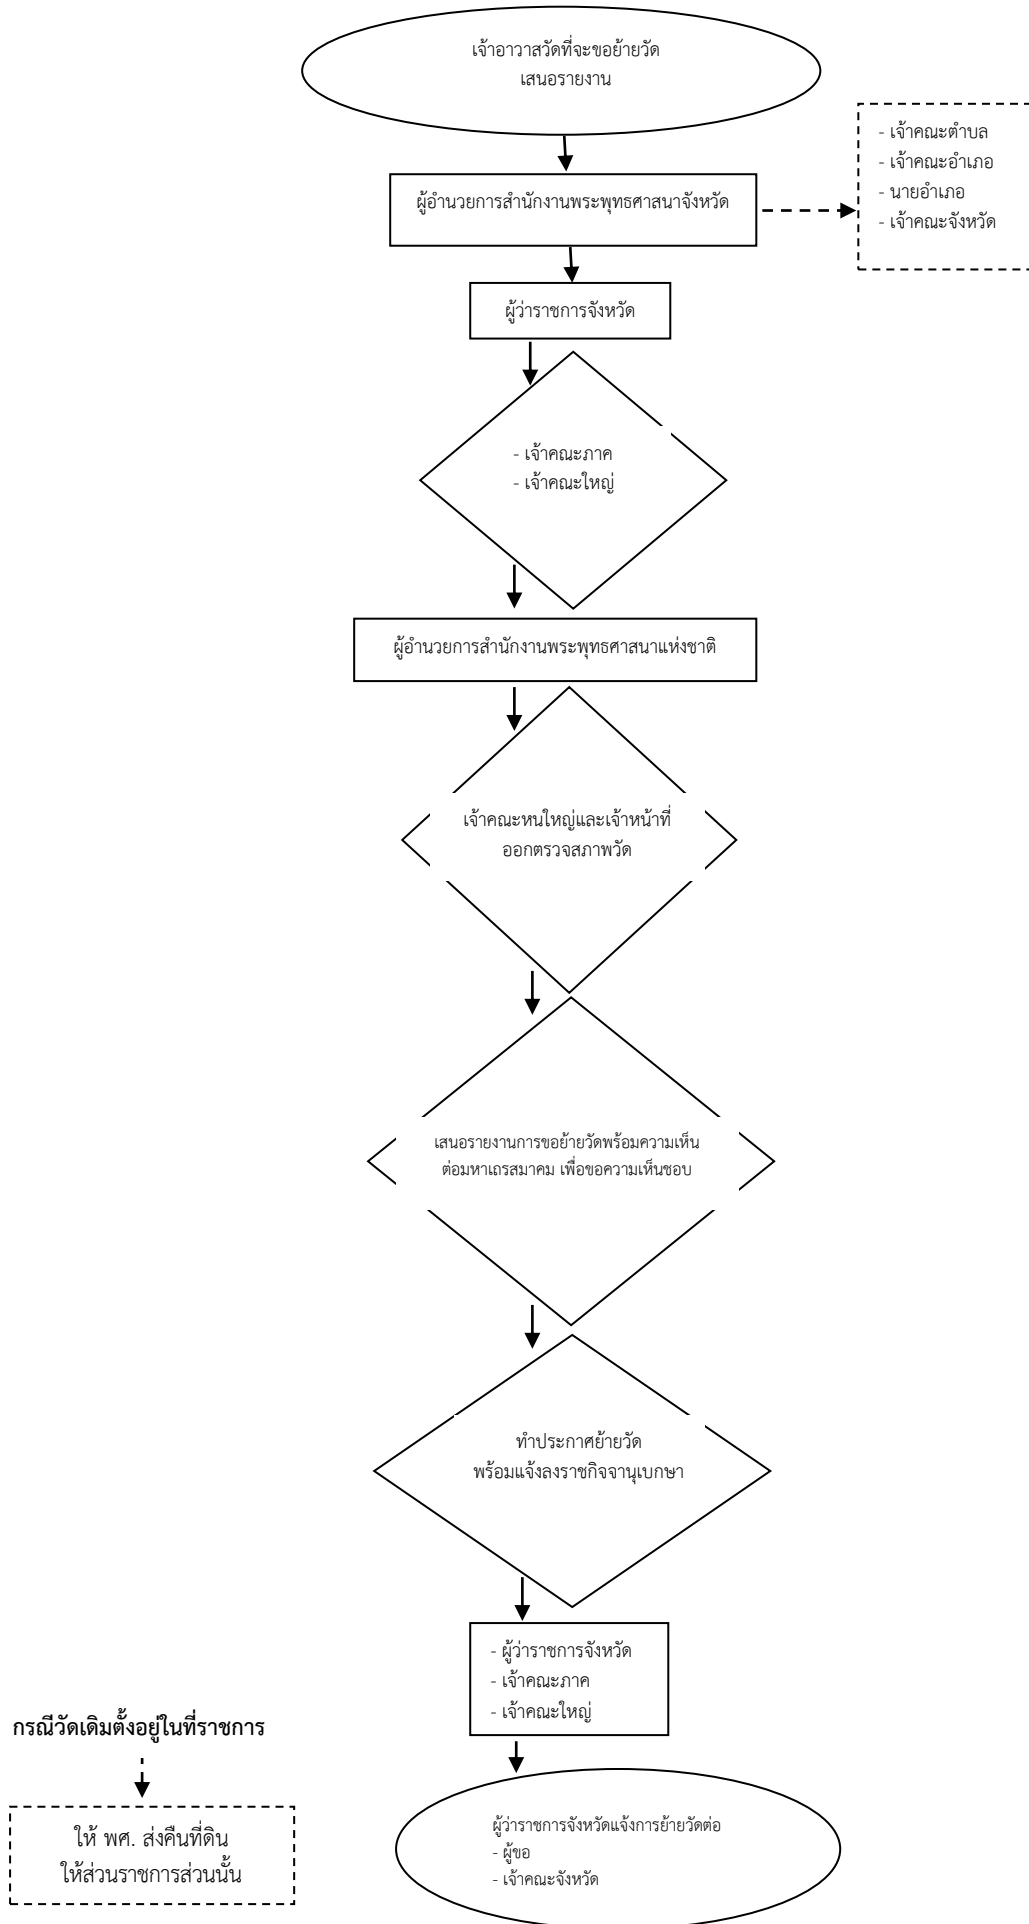 เจ้าอาวาสวัดที่จะขอย้ายวัด
เสนอรายงาน
ผู้อำนวยการสำนักงานพระพุทธศาสนาจังหวัด
- เจ้าคณะตำบล
- เจ้าคณะอำเภอ
- นายอำเภอ
- เจ้าคณะจังหวัด
ผู้ว่าราชการจังหวัด
- เจ้าคณะภาค
- เจ้าคณะใหญ่
ผู้อำนวยการสำนักงานพระพุทธศาสนาแห่งชาติ
เจ้าคณะหนใหญ่และเจ้าหน้าที่
ออกตรวจสภาพวัด
เสนอรายงานการขอย้ายวัดพร้อมความเห็น
ต่อมหาเถรสมาคม เพื่อขอความเห็นชอบ
ทำประกาศย้ายวัด
พร้อมแจ้งลงราชกิจจานุเบกษา
- ผู้ว่าราชการจังหวัด
- เจ้าคณะภาค
- เจ้าคณะใหญ่
กรณีวัดเดิมตั้งอยู่ในที่ราชการ
ให้ พศ. ส่งคืนที่ดิน
ให้ส่วนราชการส่วนนั้น
ผู้ว่าราชการจังหวัดแจ้งการย้ายวัดต่อ
- ผู้ขอ
- เจ้าคณะจังหวัด